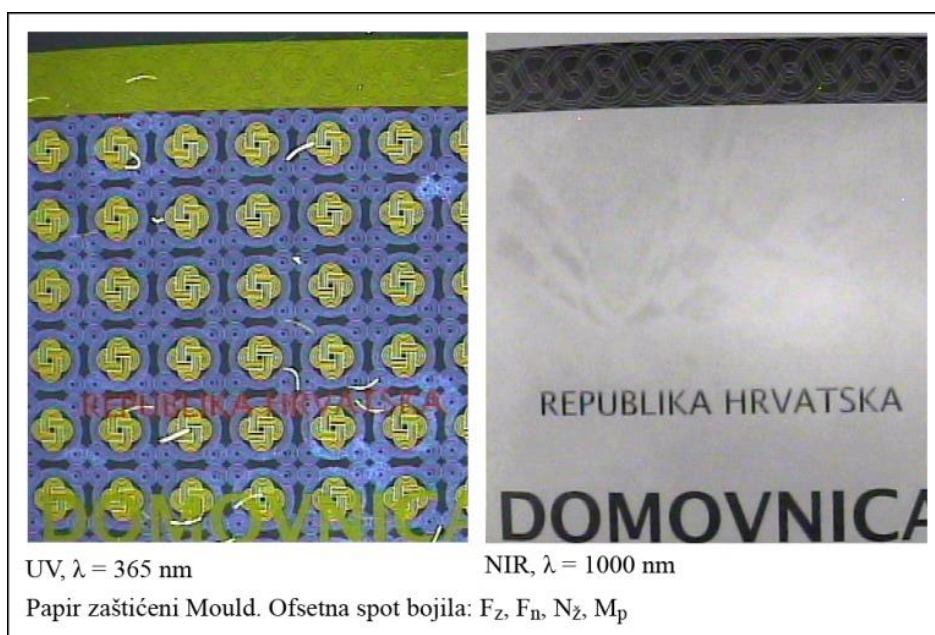 REPUBLIKA HRVATSKA
DOMOVNICA
REPUBLIKA HRVATSKA
DOMOVNICA
UV, λ = 365 nm
NIR, λ = 1000 nm
Papir zaštićeni Mould. Ofsetna spot bojila: Fz, Fn, Nž, Mp